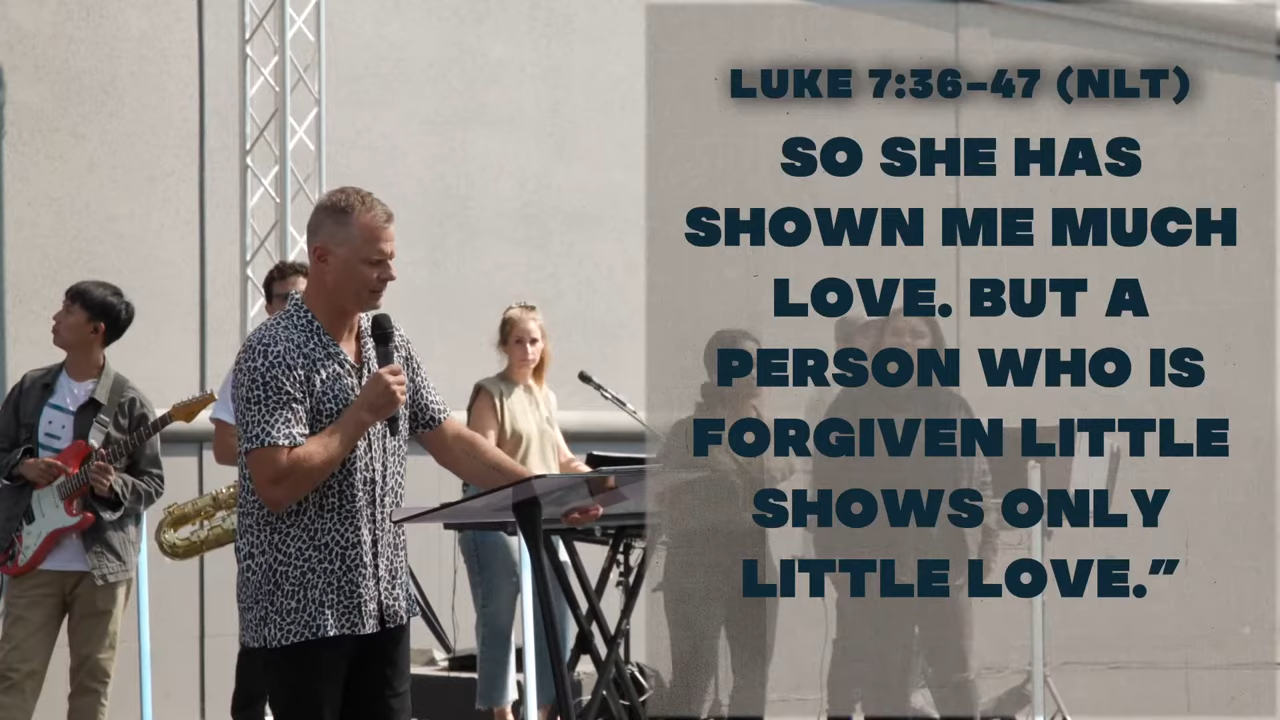 LUKE 7:36-47 (NLT)
SO SHE HAS
SHOWN ME MUCH
LOVE. BUT A
PERSON WHO IS
FORGIVEN LITTLE
SHOWS ONLY
LITTLE LOVE.”